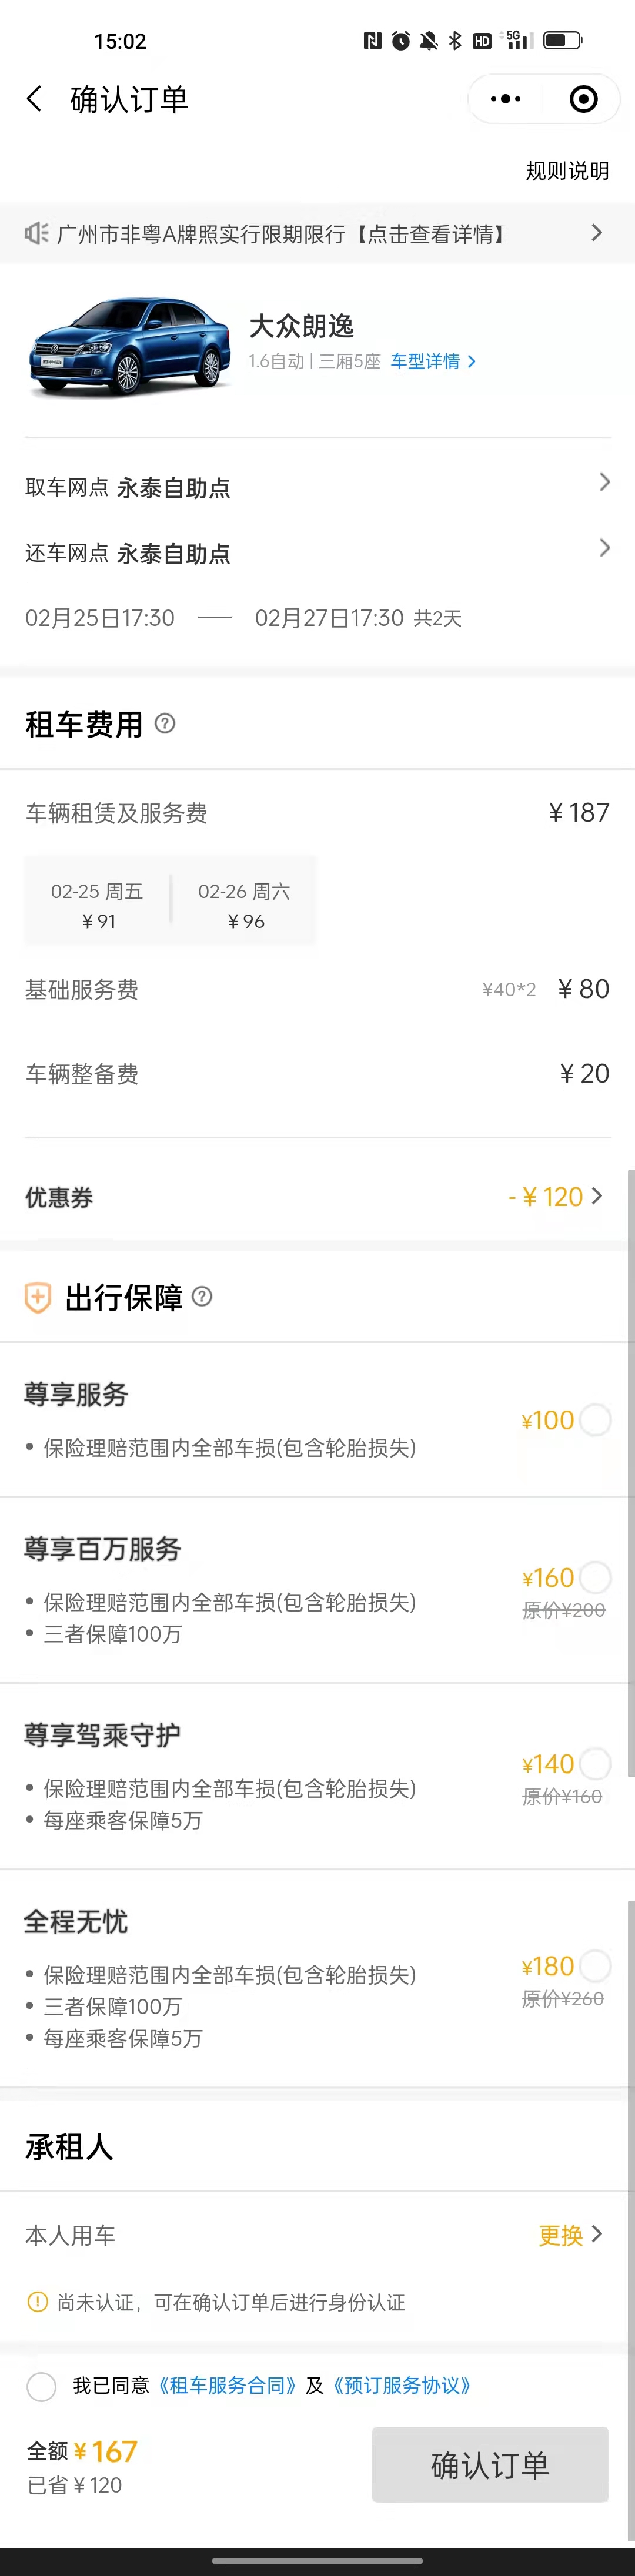 15:02
HD 5G
确认订单
规则说明
广州市非粤A牌照实行限期限行【点击查看详情】
大众朗逸
1.6自动 | 三厢5座 车型详情
取车网点 永泰自助点
还车网点 永泰自助点
02月25日17:30 — 02月27日17:30 共2天
租车费用
车辆租赁及服务费 ¥187
02-25 周五 02-26 周六
¥91 ¥96
基础服务费 ¥40*2 ¥80
车辆整备费 ¥20
优惠券 -¥120
出行保障
尊享服务
¥100
• 保险理赔范围内全部车损(包含轮胎损失)
尊享百万服务
¥160
• 保险理赔范围内全部车损(包含轮胎损失) 原价¥200
• 三者保障100万
尊享驾乘守护
¥140
• 保险理赔范围内全部车损(包含轮胎损失) 原价¥160
• 每座乘客保障5万
全程无忧
¥180
• 保险理赔范围内全部车损(包含轮胎损失)
原价¥260
• 三者保障100万
• 每座乘客保障5万
承租人
本人用车 更换
尚未认证，可在确认订单后进行身份认证
我已同意《租车服务合同》及《预订服务协议》
全额 ¥167
已省 ¥120
确认订单